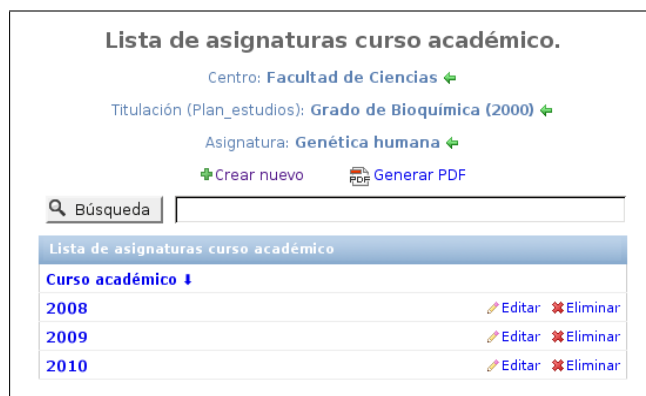 Lista de asignaturas curso académico.
Centro: Facultad de Ciencias
Titulación (Plan_estudios): Grado de Bioquímica (2000)
Asignatura: Genética humana
Crear nuevo PDF Generar PDF
Búsqueda
Lista de asignaturas curso académico
Curso académico
2008 Editar Eliminar
2009 Editar Eliminar
2010 Editar Eliminar